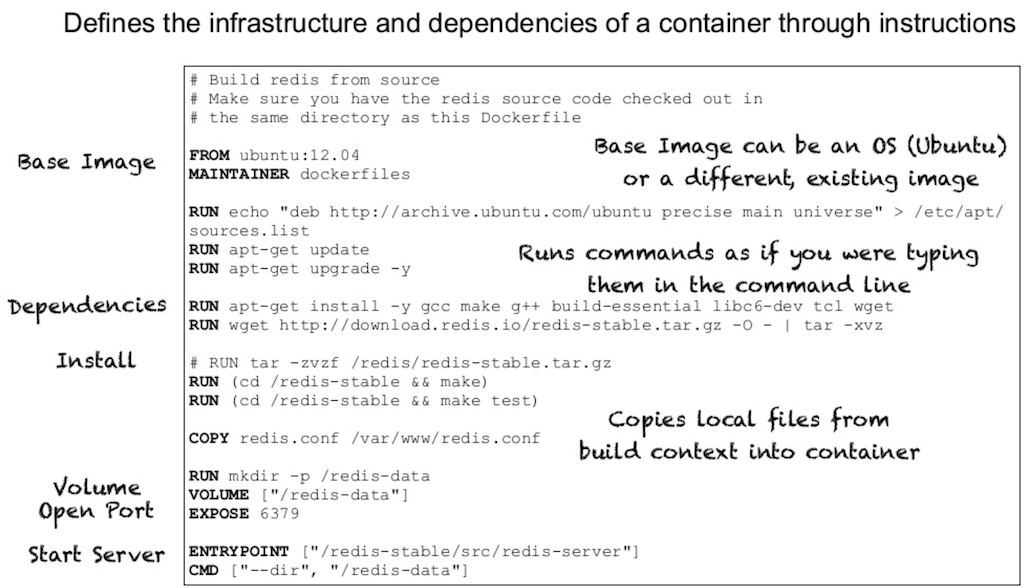 Defines the infrastructure and dependencies of a container through instructions
# Build redis from source
# Make sure you have the redis source code checked out in
# the same directory as this Dockerfile
Base Image
FROM ubuntu:12.04
MAINTAINER dockerfiles
Base Image can be an OS (Ubuntu)
or a different, existing image
RUN echo "deb http://archive.ubuntu.com/ubuntu precise main universe" > /etc/apt/
sources.list
RUN apt-get update
RUN apt-get upgrade -y
Runs commands as if you were typing
them in the command line
Dependencies
RUN apt-get install -y gcc make g++ build-essential libc6-dev tcl wget
RUN wget http://download.redis.io/redis-stable.tar.gz -O - | tar -xvz
Install
# RUN tar -zvzf /redis/redis-stable.tar.gz
RUN (cd /redis-stable && make)
RUN (cd /redis-stable && make test)
COPY redis.conf /var/www/redis.conf
Copies local files from
build context into container
Volume
Open Port
RUN mkdir -p /redis-data
VOLUME ["/redis-data"]
EXPOSE 6379
Start Server
ENTRYPOINT ["/redis-stable/src/redis-server"]
CMD ["--dir", "/redis-data"]